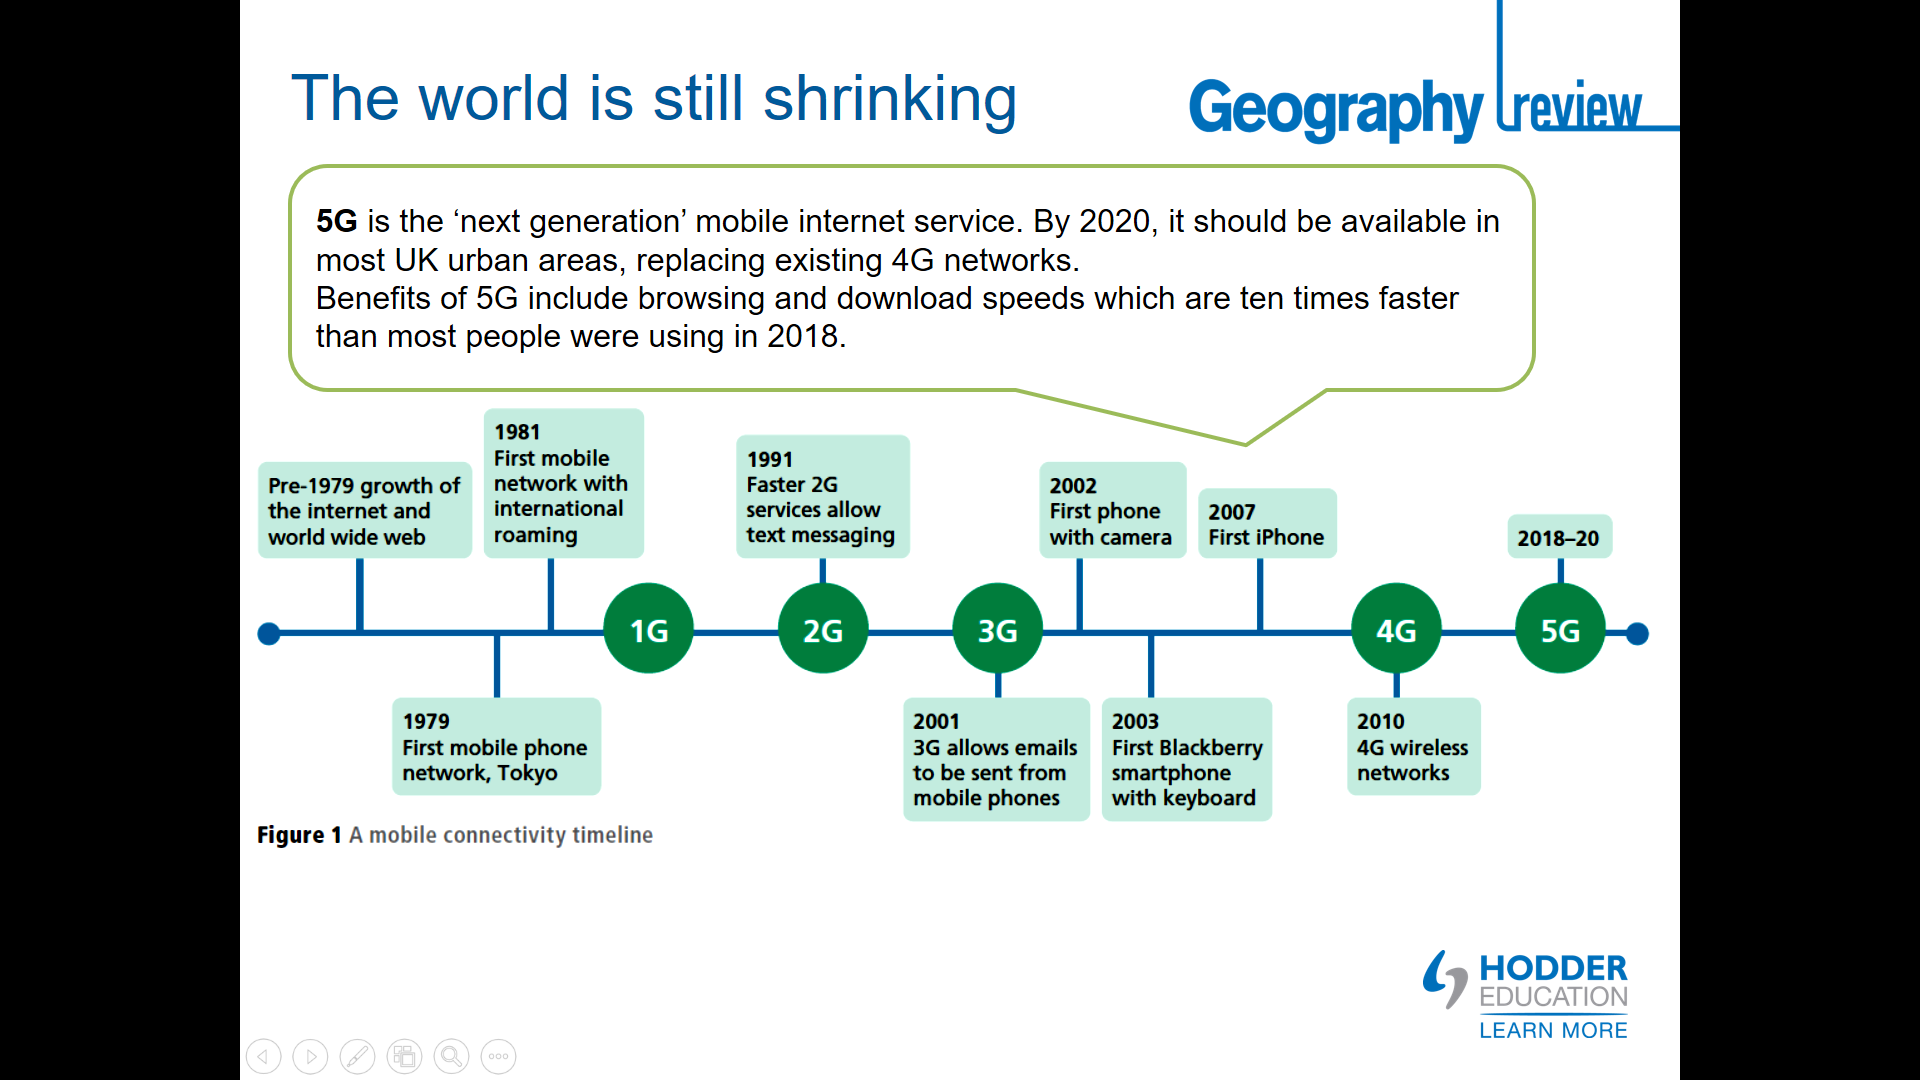 The world is still shrinking
Geography review
5G is the ‘next generation’ mobile internet service. By 2020, it should be available in
most UK urban areas, replacing existing 4G networks.
Benefits of 5G include browsing and download speeds which are ten times faster
than most people were using in 2018.
Pre-1979 growth of
the internet and
world wide web
1981
First mobile
network with
international
roaming
1991
Faster 2G
services allow
text messaging
2002
First phone
with camera
2007
First iPhone
2018–20
1G
2G
3G
4G
5G
1979
First mobile phone
network, Tokyo
2001
3G allows emails
to be sent from
mobile phones
2003
First Blackberry
smartphone
with keyboard
2010
4G wireless
networks
Figure 1 A mobile connectivity timeline
HODDER
EDUCATION
LEARN MORE